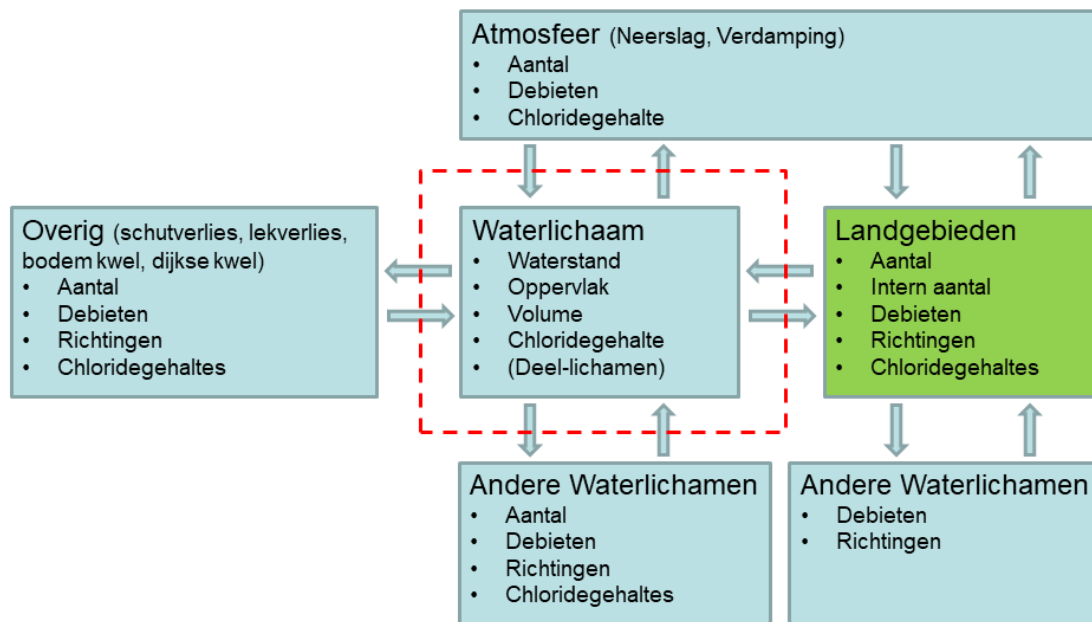 Atmosfeer (Neerslag, Verdamping)
• Aantal
• Debieten
• Chloridegehalte
Overig (schutverlies, lekverlies,
bodem kwel, dijkse kwel)
• Aantal
• Debieten
• Richtingen
• Chloridegehaltes
Waterlichaam
• Waterstand
• Oppervlak
• Volume
• Chloridegehalte
• (Deel-lichamen)
Landgebieden
• Aantal
• Intern aantal
• Debieten
• Richtingen
• Chloridegehaltes
Andere Waterlichamen
• Aantal
• Debieten
• Richtingen
• Chloridegehaltes
Andere Waterlichamen
• Debieten
• Richtingen